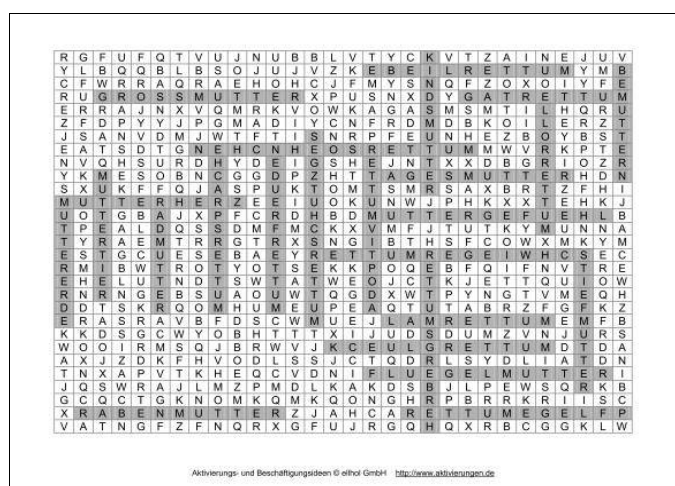 R G F U F Q T V U J N U B B L V T Y C K V T Z A I N E J U V
Y L B Q Q B L B S O J U J V Z K E B E I L R E T T U M Y M B
C F W R R A Q R A E H O H C J F M Y S N Q F Z O X O I Y F E
R U G R O S S M U T T E R X P U S N X D Y G A T R E T T U M
E R R A J N X V Q M R K V O W K A G A S M S M T I L H Q R U
Z F D P Y Y J P G M A D I Y C N F R D M D B K O I L E R Z T
J S A N V D M J W T F T I S N R P F E U N H E Z B O Y B S T
E A T S D T G N E H C N H E O S R E T T U M M W V R K P T E
N V Q H S U R D H Y D E I G S H E J N T X X D B G R I O Z R
Y K M E S O B N C G G D P Z H T T A G E S M U T T E R H D N
S X U K F F Q J A S P U K T O M T T S M R S A X B R T Z F H I
M U T T E R H E R Z E E I U O K U N W J P H K X X T E H K J
U O T G B A J X P F C R D H B D M U T T E R G E F U E H L B
T P E A L D Q S S D M F M C K X V M F J T U T K Y M U N N A
T Y R A E M T R R G T R X S N G I B T H S F C O W X M K Y M
E S T G C U E S E B A E Y R E T T U M R E G E I W H C S E C
R M I B W T R O T Y O T S E K K P O Q E B F Q I F N V T R E
E H E L U T N D T S W T A T W E O J C T K J E T T Q U I O W
R N R N G E B S U A O U W T Q G D X W T P Y N G T V M E Q H
D D T S K R Q O M H U M E U P E A Q T U T A B R Z F G F K Z
E R A S R A V B F D S C W M U E J L A M R E T T U M E M F B
K K D S G C W Y O B H T T T X I J U D S D U M Z V N J U R S
W O O I R M S Q J B R W V J K C E U L G R E T T U M D T D A
A X J Z D K F H V O D L S S J C T Q D R L S Y D L I A T D N
T N X A P V T K H E Q C V D N I F L U E G E L M U T T E R I
J Q S W R A J L M Z P M D L K A K D S B J L P E W S Q R K B
G C Q C T G K N O M K Q M K Q O N G H R P B R R K R I I S C
X R A B E N M U T T E R Z J A H C A R E T T U M E G E L F P
V A T N G F Z F N Q R X G F U J R G Q H Q X R B C G G K L W
Aktivierungs- und Beschäftigungsideen © ellhol GmbH http://www.aktivierungen.de